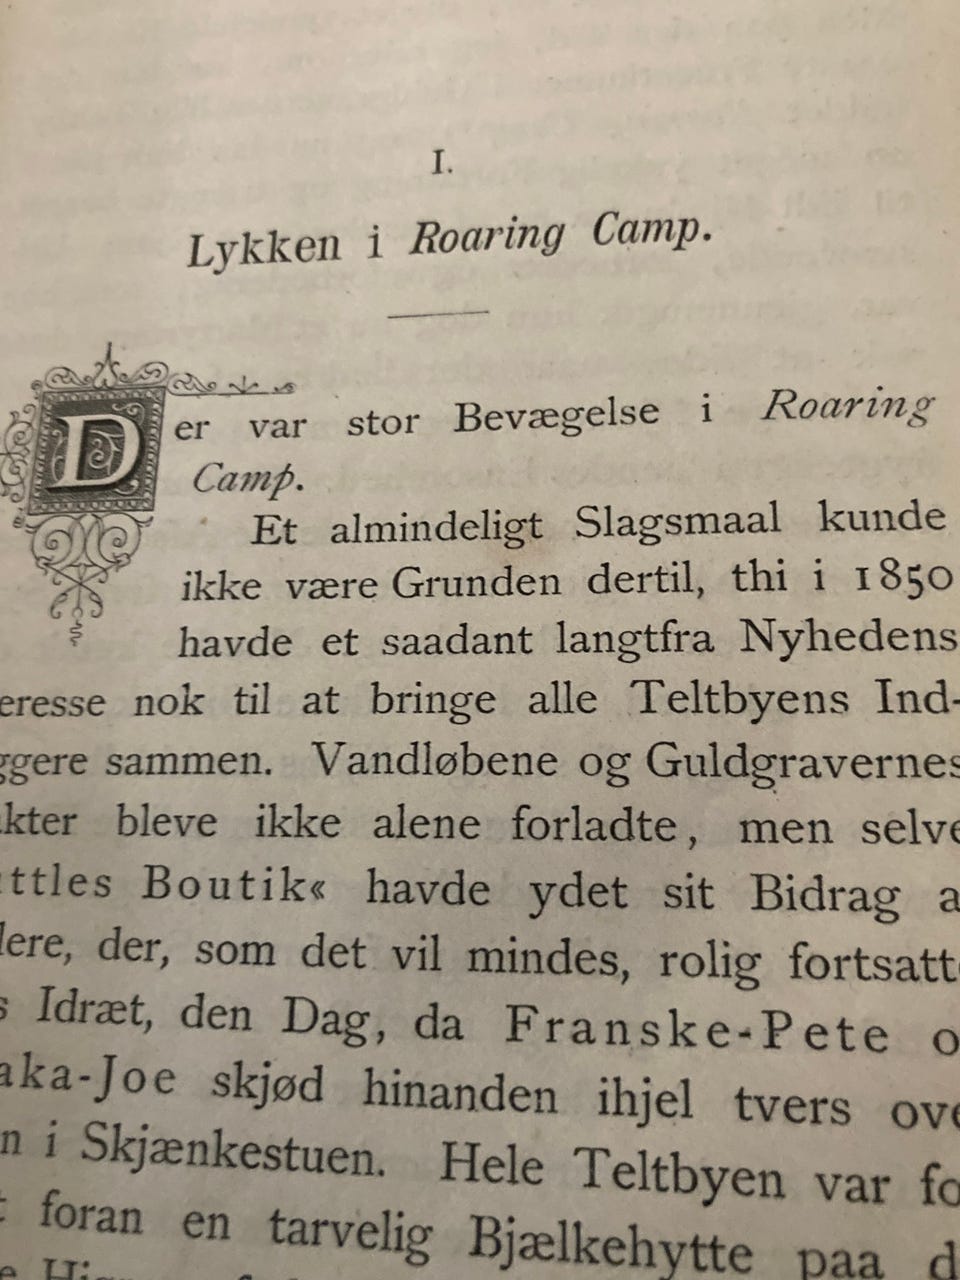 I.
Lykken i Roaring Camp.
Der var stor Bevægelse i Roaring
Camp.
Et almindeligt Slagsmaal kunde
ikke være Grunden dertil, thi i 1850
havde et saadant langtfra Nyhedens
eresse nok til at bringe alle Teltbyens Ind-
ggere sammen. Vandløbene og Guldgravernes
kter bleve ikke alene forladte, men selve
ttles Boutik« havde ydet sit Bidrag a
lere, der, som det vil mindes, rolig fortsatt
s Idræt, den Dag, da Franske-Pete o
aka-Joe skjød hinanden ihjel tvers ove
n i Skjænkestuen. Hele Teltbyen var fo
t foran en tarvelig Bjælkehytte paa d